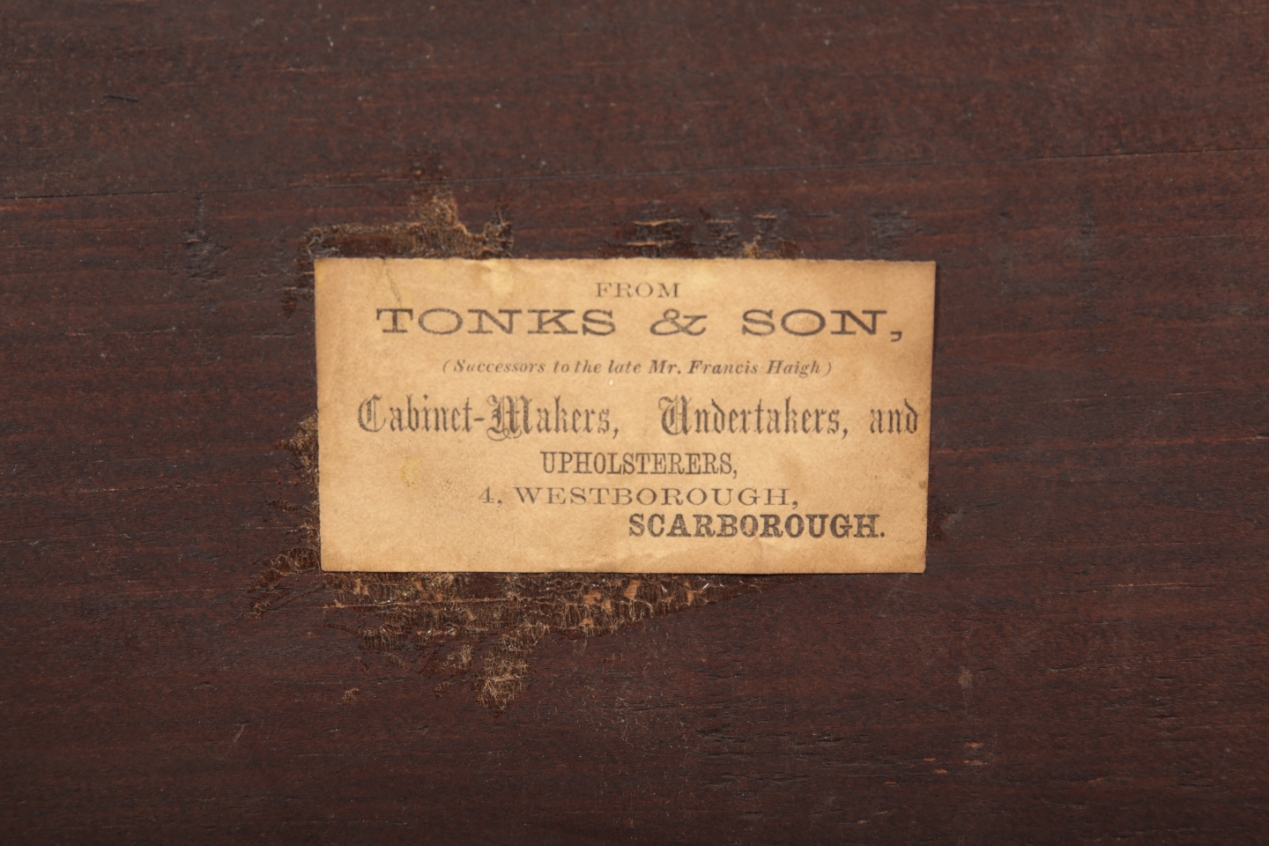 FROM
TONKS & SON,
(Successors to the late Mr. Francis Haigh)
Cabinet-Makers, Undertakers, and
UPHOLSTERERS,
4, WESTBOROUGH,
SCARBOROUGH.